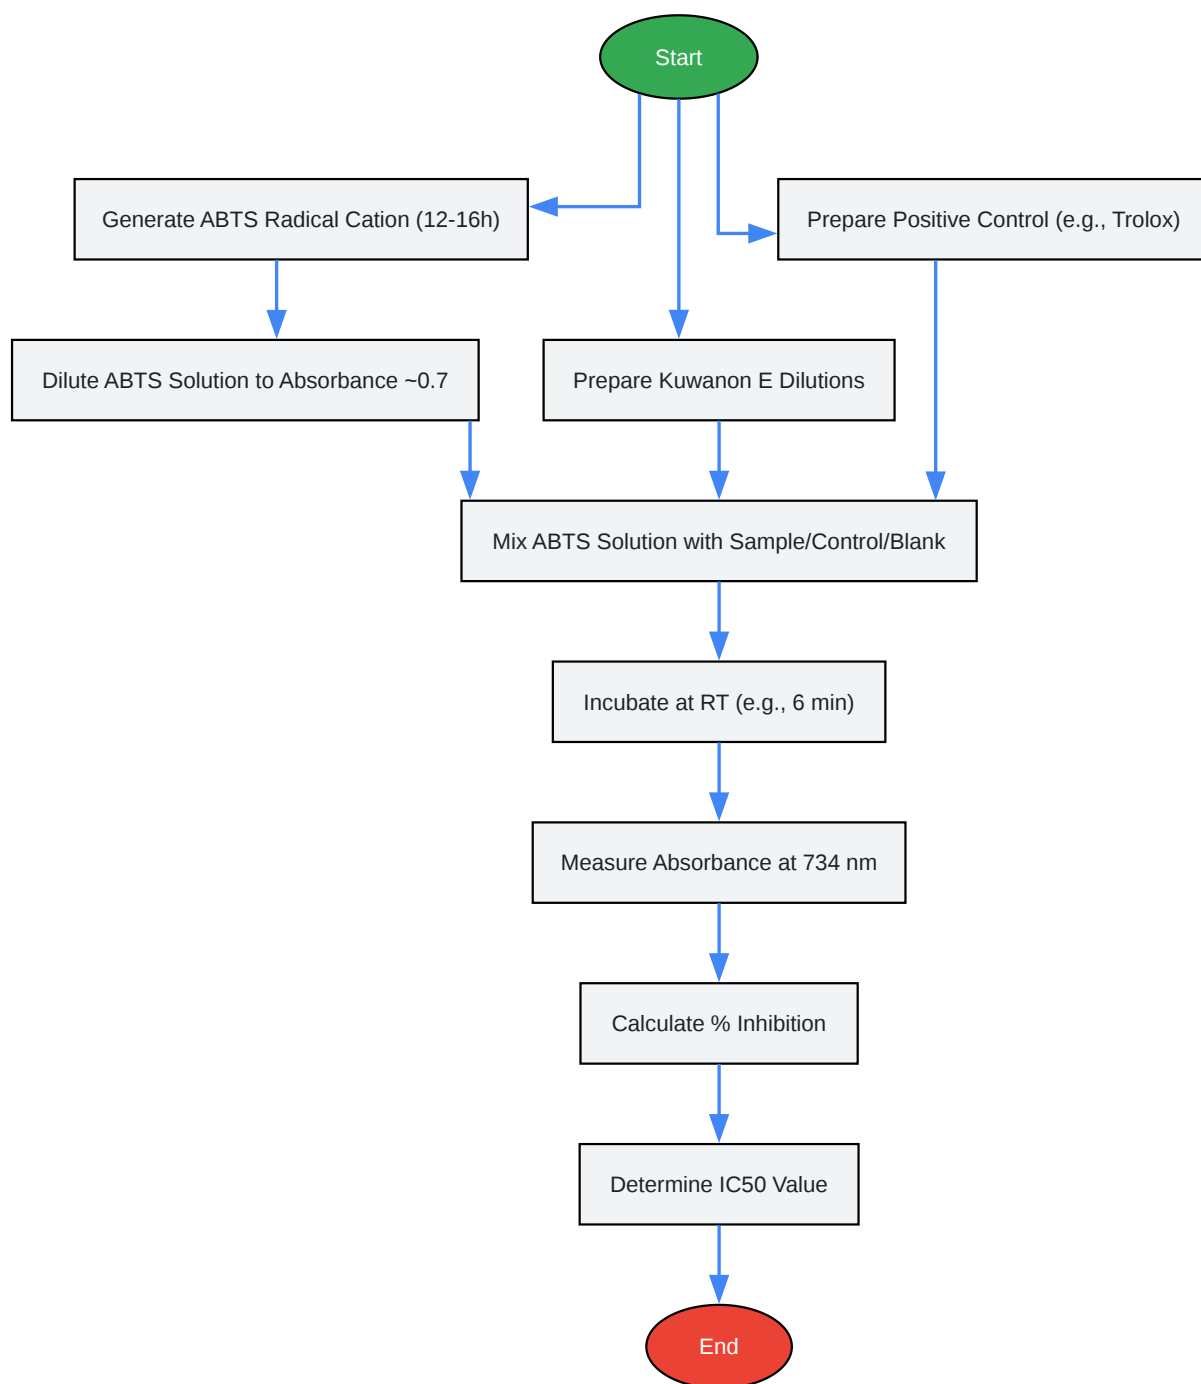 Start
Generate ABTS Radical Cation (12-16h)
Prepare Positive Control (e.g., Trolox)
Dilute ABTS Solution to Absorbance ~0.7
Prepare Kuwanon E Dilutions
Mix ABTS Solution with Sample/Control/Blank
Incubate at RT (e.g., 6 min)
Measure Absorbance at 734 nm
Calculate % Inhibition
Determine IC50 Value
End